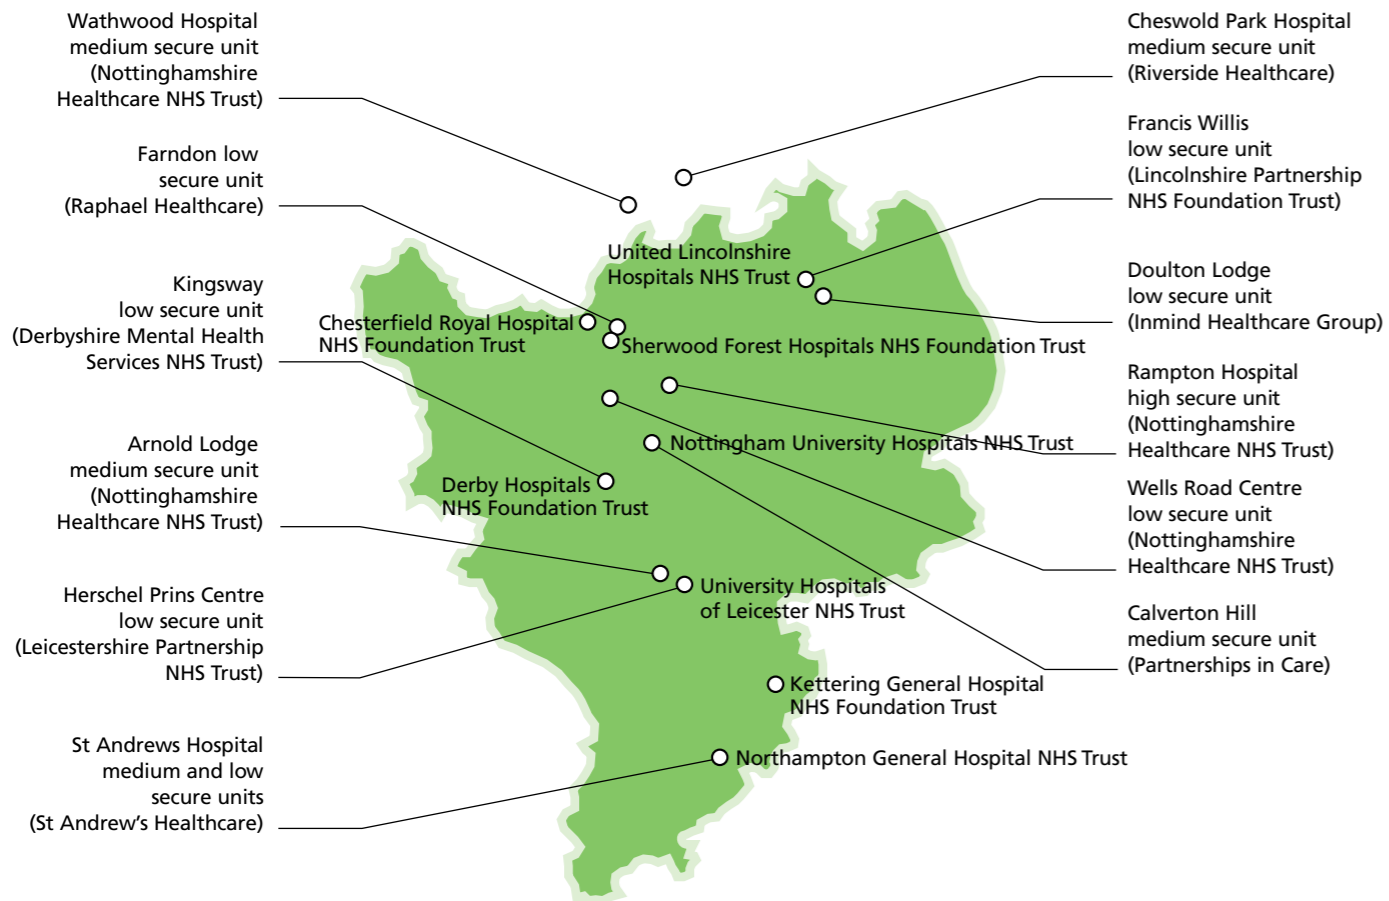 Wathwood Hospital
medium secure unit
(Nottinghamshire
Healthcare NHS Trust)
Farndon low
secure unit
(Raphael Healthcare)
Kingsway
low secure unit
(Derbyshire Mental Health
Services NHS Trust)
Arnold Lodge
medium secure unit
(Nottinghamshire
Healthcare NHS Trust)
Herschel Prins Centre
low secure unit
(Leicestershire Partnership
NHS Trust)
St Andrews Hospital
medium and low
secure units
(St Andrew’s Healthcare)
United Lincolnshire
Hospitals NHS Trust
Chesterfield Royal Hospital
NHS Foundation Trust
Sherwood Forest Hospitals NHS Foundation Trust
Nottingham University Hospitals NHS Trust
Derby Hospitals
NHS Foundation Trust
University Hospitals
of Leicester NHS Trust
Kettering General Hospital
NHS Foundation Trust
Northampton General Hospital NHS Trust
Cheswold Park Hospital
medium secure unit
(Riverside Healthcare)
Francis Willis
low secure unit
(Lincolnshire Partnership
NHS Foundation Trust)
Doulton Lodge
low secure unit
(Inmind Healthcare Group)
Rampton Hospital
high secure unit
(Nottinghamshire
Healthcare NHS Trust)
Wells Road Centre
low secure unit
(Nottinghamshire
Healthcare NHS Trust)
Calverton Hill
medium secure unit
(Partnerships in Care)